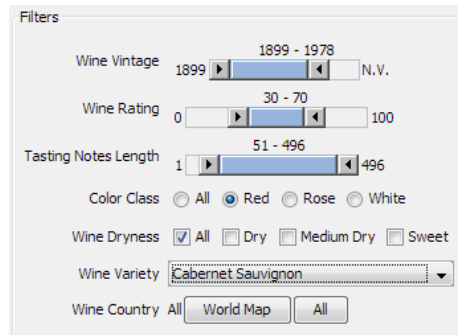 Filters
1899 - 1978
Wine Vintage 1899 N.V.
30 - 70
Wine Rating 0 100
51 - 496
Tasting Notes Length 1 496
Color Class All Red Rose White
Wine Dryness All Dry Medium Dry Sweet
Wine Variety Cabernet Sauvignon
Wine Country All World Map All